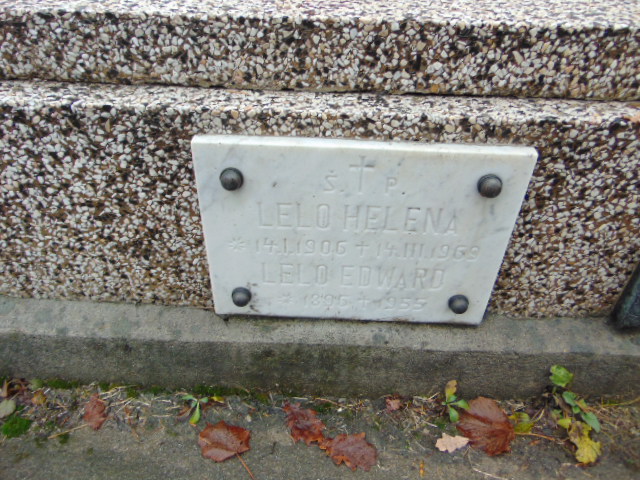 Ś. † P.
LELO HELENA
* 14.I.1906 + 14.III.1969
LELO EDWARD
* 1895 + 1955